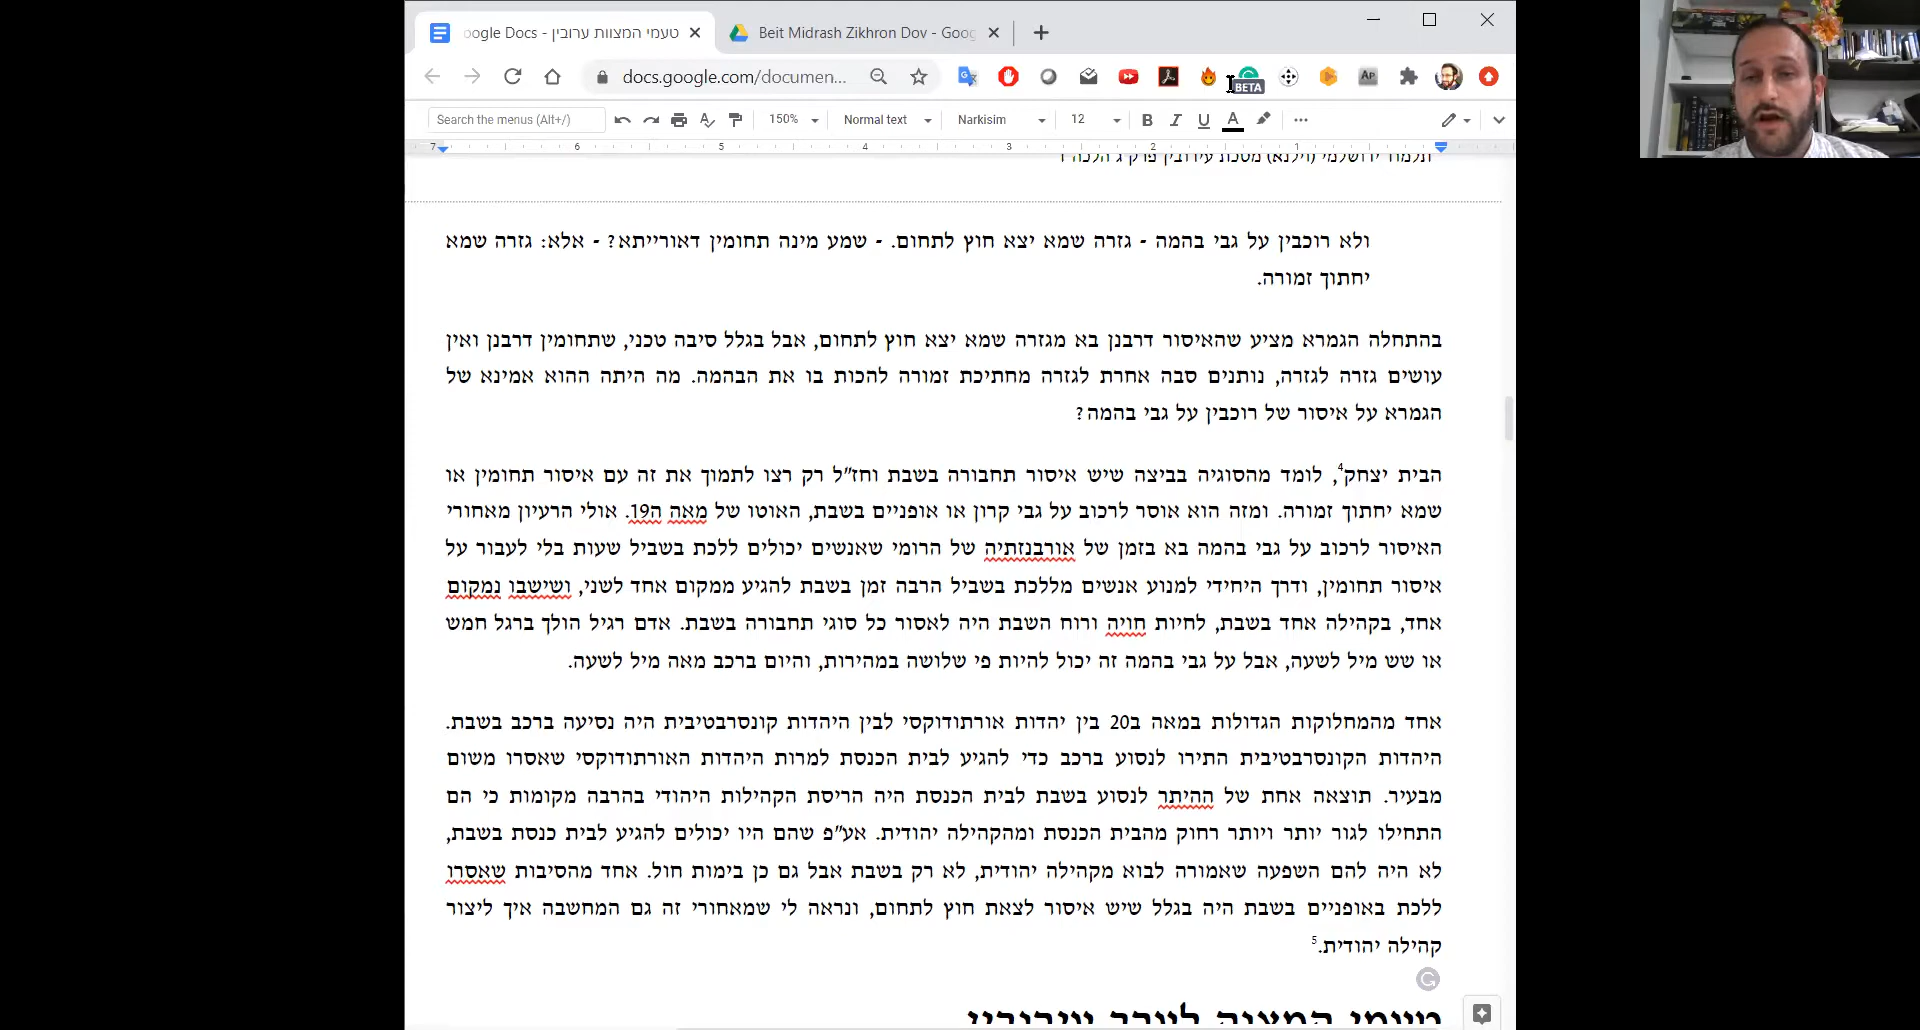 טעמי המצוות ערובין - oogle Docs
Beit Midrash Zikhron Dov - Goog
docs.google.com/documen...
BETA
Search the menus (Alt+/)
150%
Normal text
Narkisim
12
B I U A
7 6 5 4 3 2 1
תלמוד ירושלמי (וילנא) מסכת עירובין פרק ג הלכה ד
ולא רוכבין על גבי בהמה - גזרה שמא יצא חוץ לתחום. - שמע מינה תחומין דאורייתא? - אלא: גזרה שמא
יחתוך זמורה.
בהתחלה הגמרא מציע שהאיסור דרבנן בא מגזרה שמא יצא חוץ לתחום, אבל בגלל סיבה טכני, שתחומין דרבנן ואין
עושים גזרה לגזרה, נותנים סבה אחרת לגזרה מחתיכת זמורה להכות בו את הבהמה. מה היתה ההוא אמינא של
הגמרא על איסור של רוכבין על גבי בהמה?
הבית יצחק4, לומד מהסוגיה בביצה שיש איסור תחבורה בשבת וחז"ל רק רצו לתמוך את זה עם איסור תחומין או
שמא יחתוך זמורה. ומזה הוא אוסר לרכוב על גבי קרון או אופניים בשבת, האוטו של מאה ה19. אולי הרעיון מאחורי
האיסור לרכוב על גבי בהמה בא בזמן של אורבנזתיה של הרומי שאנשים יכולים ללכת בשביל שעות בלי לעבור על
איסור תחומין, ודרך היחידי למנוע אנשים מללכת בשביל הרבה זמן בשבת להגיע ממקום אחד לשני, ושישבו נמקום
אחד, בקהילה אחד בשבת, לחיות חויה ורוח השבת היה לאסור כל סוגי תחבורה בשבת. אדם רגיל הולך ברגל חמש
או שש מיל לשעה, אבל על גבי בהמה זה יכול להיות פי שלושה במהירות, והיום ברכב מאה מיל לשעה.
אחד מהמחלוקות הגדולות במאה ב20 בין יהדות אורתודוקסי לבין היהדות קונסרבטיבית היה נסיעה ברכב בשבת.
היהדות הקונסרבטיבית התירו לנסוע ברכב כדי להגיע לבית הכנסת למרות היהדות האורתודוקסי שאסרו משום
מבעיר. תוצאה אחת של ההיתר לנסוע בשבת לבית הכנסת היה הריסת הקהילות היהודי בהרבה מקומות כי הם
התחילו לגור יותר ויותר רחוק מהבית הכנסת ומהקהילה יהודית. אע"פ שהם היו יכולים להגיע לבית כנסת בשבת,
לא היה להם השפעה שאמורה לבוא מקהילה יהודית, לא רק בשבת אבל גם כן בימות חול. אחד מהסיבות שאסרו
ללכת באופניים בשבת היה בגלל שיש איסור לצאת חוץ לתחום, ונראה לי שמאחורי זה גם המחשבה איך ליצור
קהילה יהודית.5